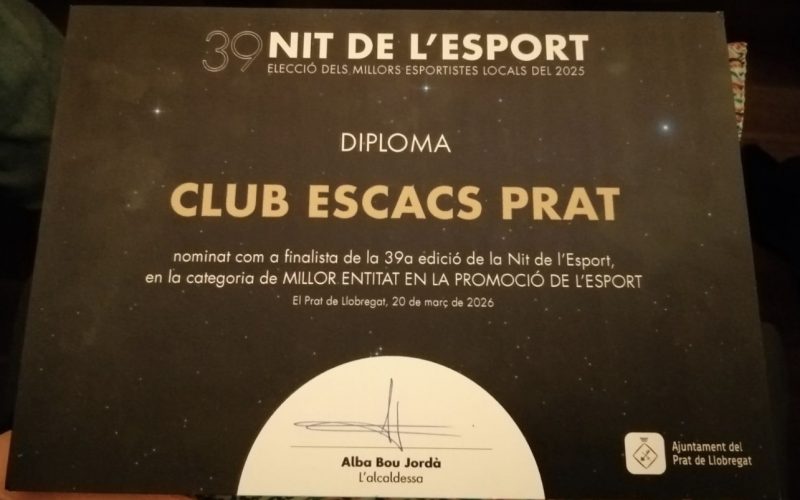 39 NIT DE L'ESPORT
ELECCIÓ DELS MILLORS ESPORTISTES LOCALS DEL 2025
DIPLOMA
CLUB ESCACS PRAT
nominat com a finalista de la 39a edició de la Nit de l'Esport,
en la categoria de MILLOR ENTITAT EN LA PROMOCIÓ DE L'ESPORT
El Prat de Llobregat, 20 de març de 2026
Alba Bou Jordà
L'alcaldessa
Ajuntament del
Prat de Llobregat